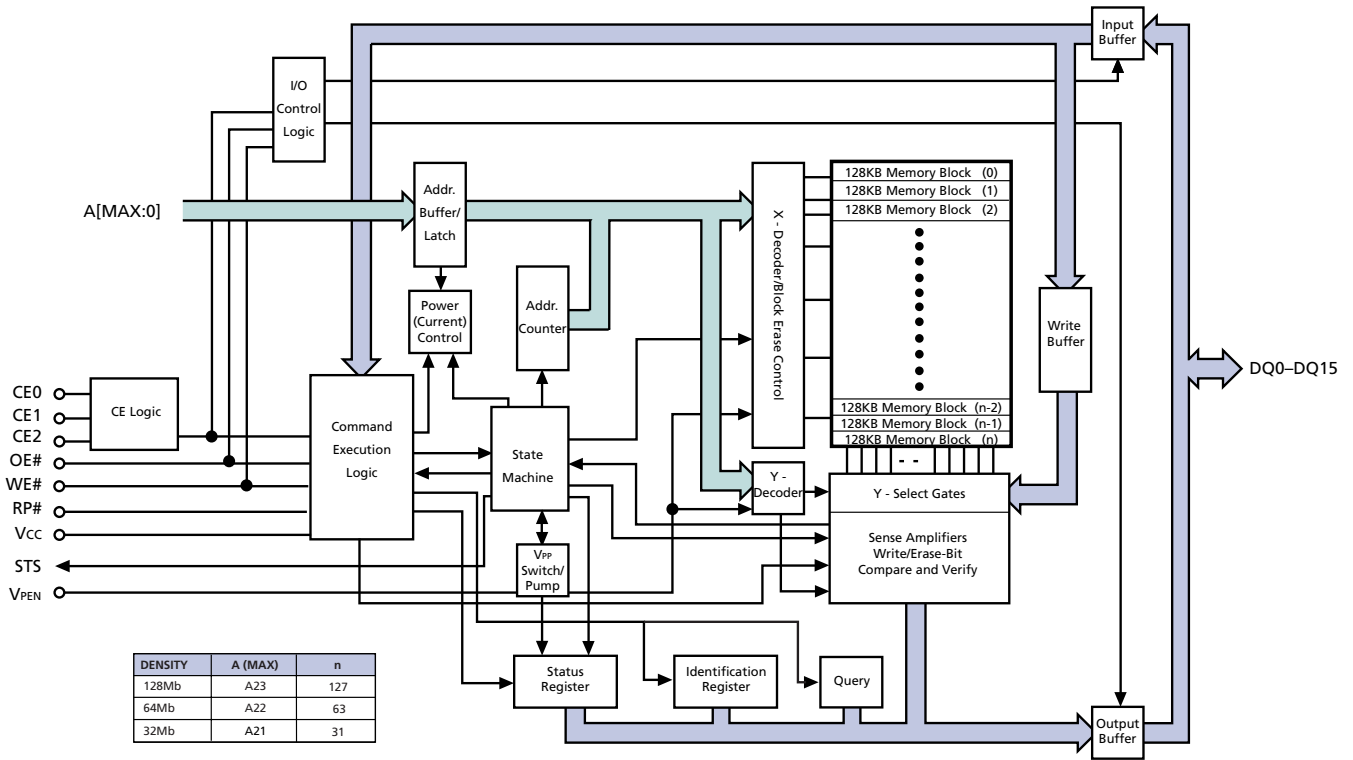 Input
Buffer
I/O
Control
Logic
A[MAX:0]
Addr.
Buffer/
Latch
X - Decoder/Block Erase Control
128KB Memory Block (0)
128KB Memory Block (1)
128KB Memory Block (2)
Power
(Current)
Control
Addr.
Counter
Write
Buffer
DQ0–DQ15
CE0
CE1
CE2
OE#
WE#
RP#
VCC
STS
VPEN
CE Logic
Command
Execution
Logic
State
Machine
128KB Memory Block (n-2)
128KB Memory Block (n-1)
128KB Memory Block (n)
Y -
Decoder
Y - Select Gates
Sense Amplifiers
Write/Erase-Bit
Compare and Verify
VPP
Switch/
Pump
Status
Register
Identification
Register
Query
Output
Buffer
DENSITY A (MAX) n
128Mb A23 127
64Mb A22 63
32Mb A21 31